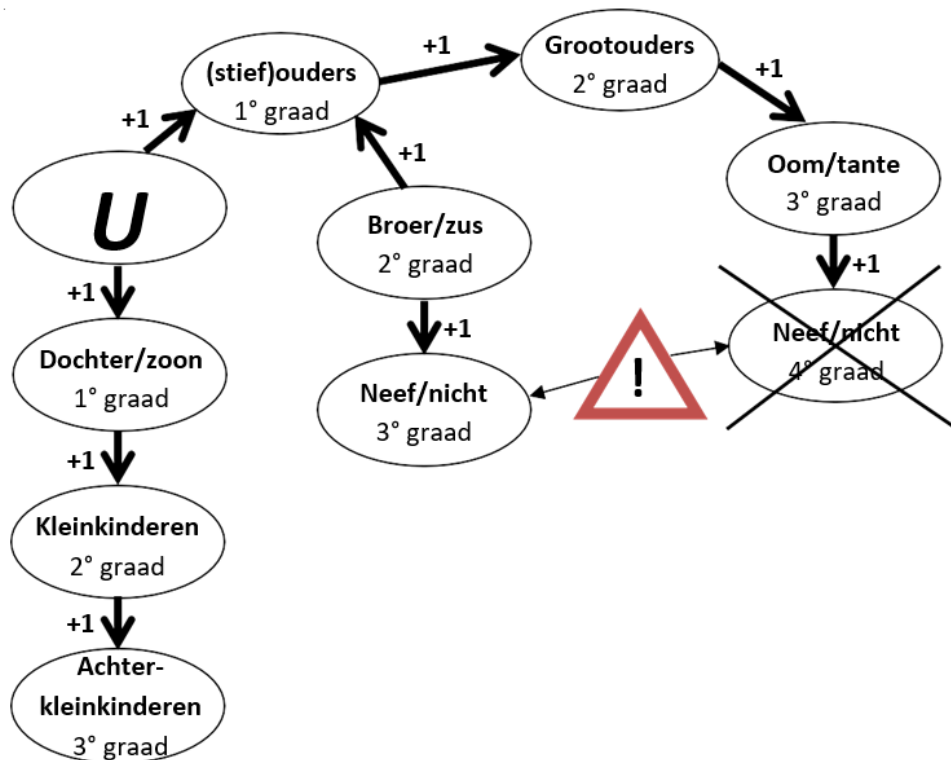 +1
(stief)ouders
1° graad
+1
Grootouders
2° graad
+1
Oom/tante
3° graad
+1
Neef/nicht
4° graad
U
+1
Broer/zus
2° graad
+1
Neef/nicht
3° graad
!
+1
Dochter/zoon
1° graad
+1
Kleinkinderen
2° graad
+1
Achter-
kleinkinderen
3° graad